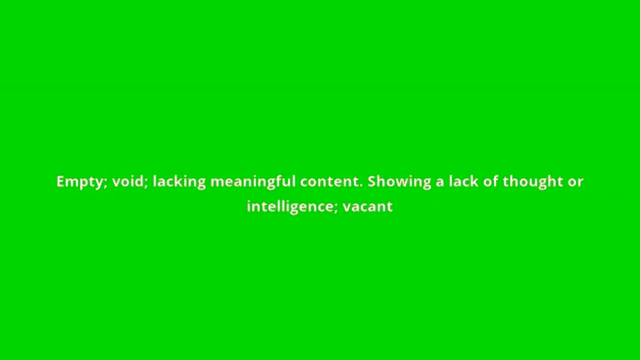 Empty; void; lacking meaningful content. Showing a lack of thought or
intelligence; vacant